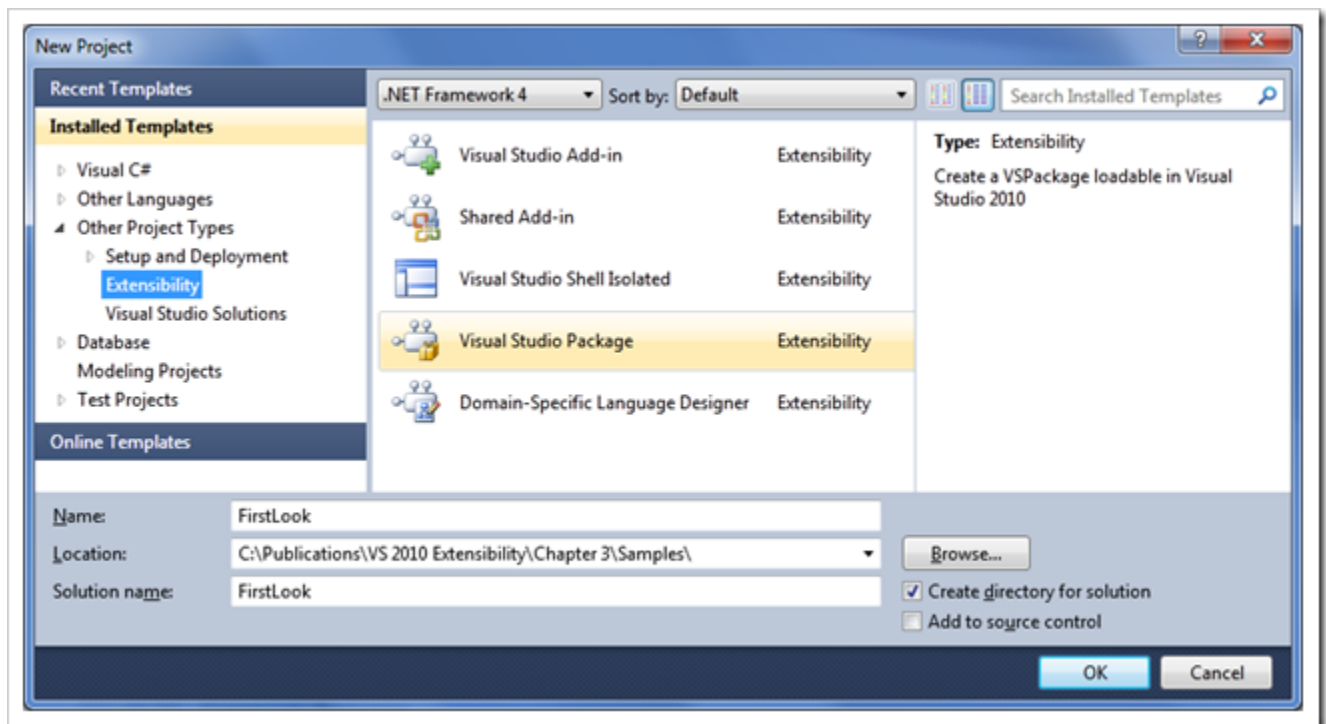 New Project
Recent Templates
Installed Templates
Visual C#
Other Languages
Other Project Types
Setup and Deployment
Extensibility
Visual Studio Solutions
Database
Modeling Projects
Test Projects
Online Templates
.NET Framework 4
Sort by: Default
Search Installed Templates
Visual Studio Add-in Extensibility
Shared Add-in Extensibility
Visual Studio Shell Isolated Extensibility
Visual Studio Package Extensibility
Domain-Specific Language Designer Extensibility
Type: Extensibility
Create a VSPackage loadable in Visual
Studio 2010
Name: FirstLook
Location: C:\Publications\VS 2010 Extensibility\Chapter 3\Samples\
Browse...
Solution name: FirstLook
Create directory for solution
Add to source control
OK Cancel